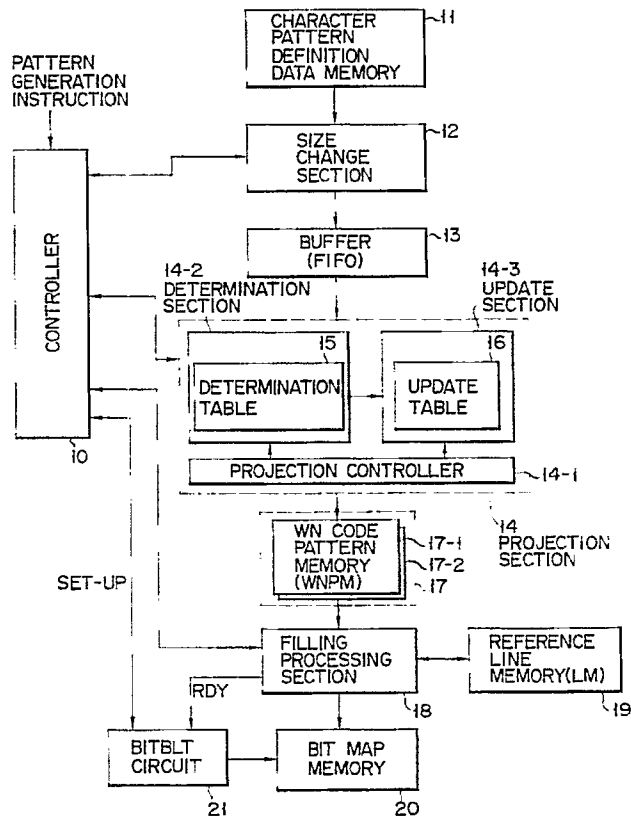 CHARACTER
PATTERN
DEFINITION
DATA MEMORY
11
PATTERN
GENERATION
INSTRUCTION
SIZE
CHANGE
SECTION
12
CONTROLLER
10
BUFFER
(FIFO)
13
14-2
DETERMINATION
SECTION
14-3
UPDATE
SECTION
15
DETERMINATION
TABLE
16
UPDATE
TABLE
PROJECTION CONTROLLER
14-1
14
PROJECTION
SECTION
WN CODE
PATTERN
MEMORY
(WNPM)
17-1
17-2
17
SET-UP
FILLING
PROCESSING
SECTION
18
REFERENCE
LINE
MEMORY(LM)
19
RDY
BITBLT
CIRCUIT
21
BIT MAP
MEMORY
20